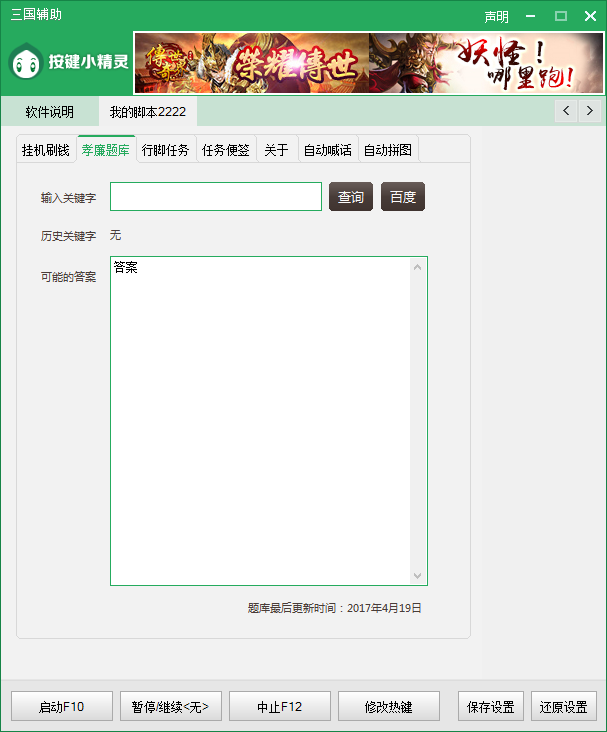 三国辅助 声明
按键小精灵 傳世奇 榮耀傳世 妖怪！
哪里跑！
软件说明 我的脚本2222
挂机刷钱 孝廉题库 行脚任务 任务便签 关于 自动喊话 自动拼图
输入关键字 查询 百度
历史关键字 无
可能的答案 答案
题库最后更新时间：2017年4月19日
启动F10 暂停/继续<无> 中止F12 修改热键 保存设置 还原设置